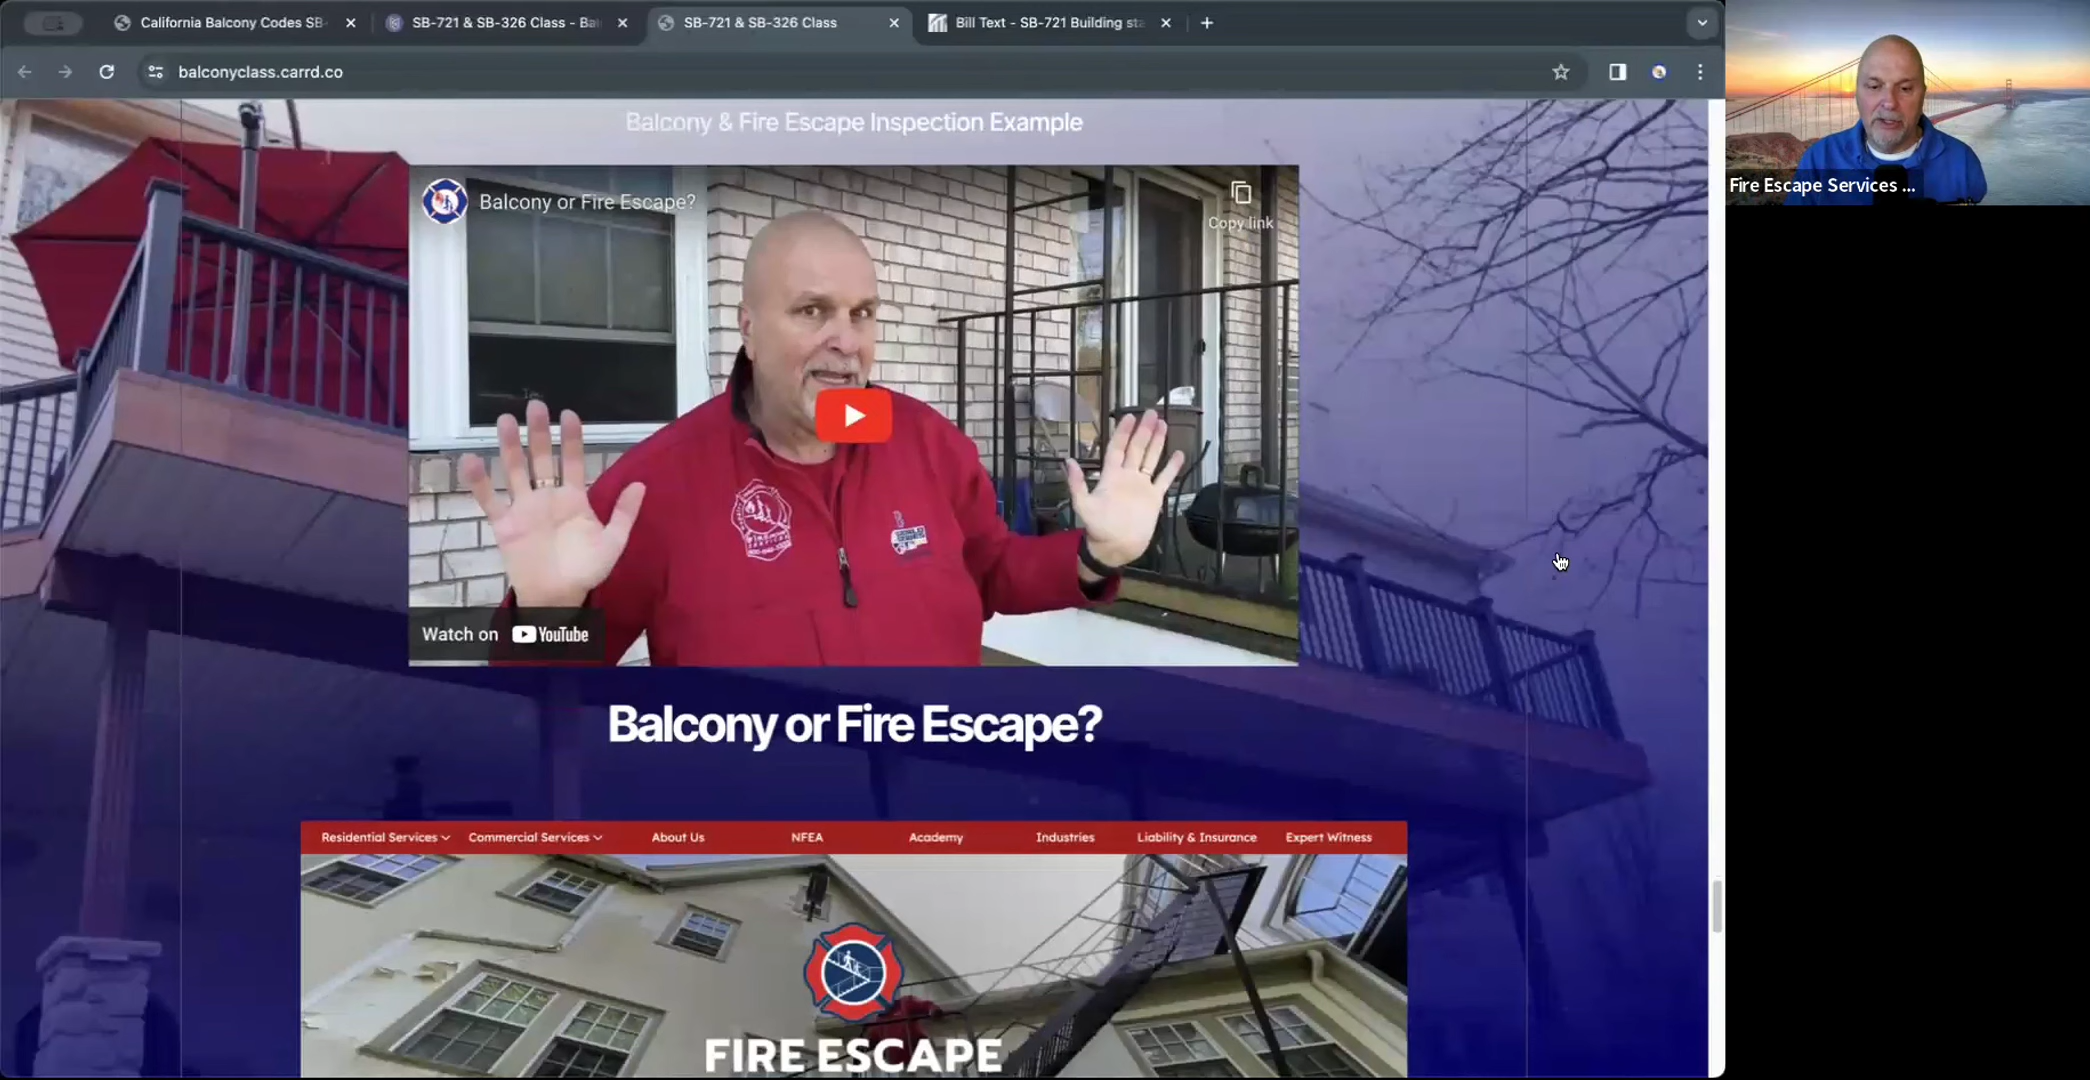 California Balcony Codes SB-
SB-721 & SB-326 Class - Bal
SB-721 & SB-326 Class
Bill Text - SB-721 Building sta
balconyclass.carrd.co
Fire Escape Services ...
Balcony & Fire Escape Inspection Example
Balcony or Fire Escape?
Copy link
Watch on YouTube
Balcony or Fire Escape?
Residential Services Commercial Services About Us NFEA Academy Industries Liability & Insurance Expert Witness
FIRE ESCAPE